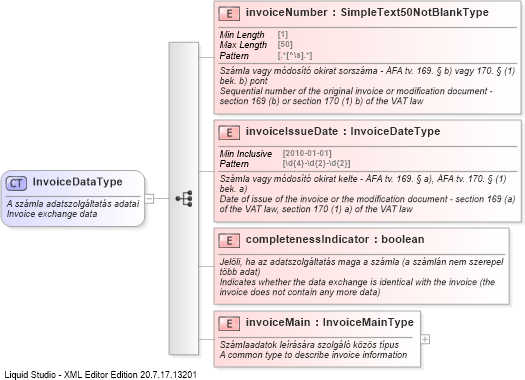 E invoiceNumber : SimpleText50NotBlankType
Min Length [1]
Max Length [50]
Pattern [.*[^\s].*]
Számla vagy módosító okirat sorszáma - ÁFA tv. 169. § b) vagy 170. § (1)
bek. b) pont
Sequential number of the original invoice or modification document -
section 169 (b) or section 170 (1) b) of the VAT law
E invoiceIssueDate : InvoiceDateType
Min Inclusive [2010-01-01]
Pattern [\d{4}-\d{2}-\d{2}]
Számla vagy módosító okirat kelte - ÁFA tv. 169. § a), ÁFA tv. 170. § (1)
bek. a)
Date of issue of the invoice or the modification document - section 169 (a)
of the VAT law, section 170 (1) a) of the VAT law
CT InvoiceDataType
A számla adatszolgáltatás adatai
Invoice exchange data
E completenessIndicator : boolean
Jelöli, ha az adatszolgáltatás maga a számla (a számlán nem szerepel
több adat)
Indicates whether the data exchange is identical with the invoice (the
invoice does not contain any more data)
E invoiceMain : InvoiceMainType
Számlaadatok leírására szolgáló közös típus
A common type to describe invoice information
Liquid Studio - XML Editor Edition 20.7.17.13201